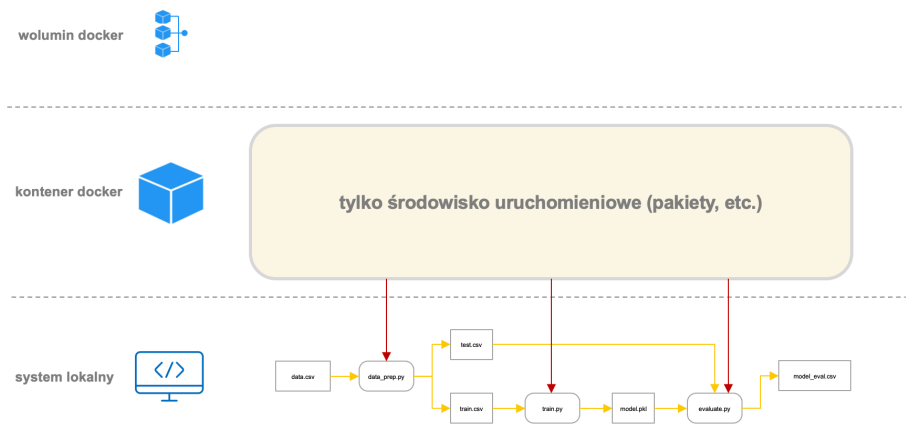 wolumin docker
kontener docker
tylko środowisko uruchomieniowe (pakiety, etc.)
system lokalny
</>
data.csv
data_prep.py
test.csv
train.csv
train.py
model.pkl
evaluate.py
model_eval.csv